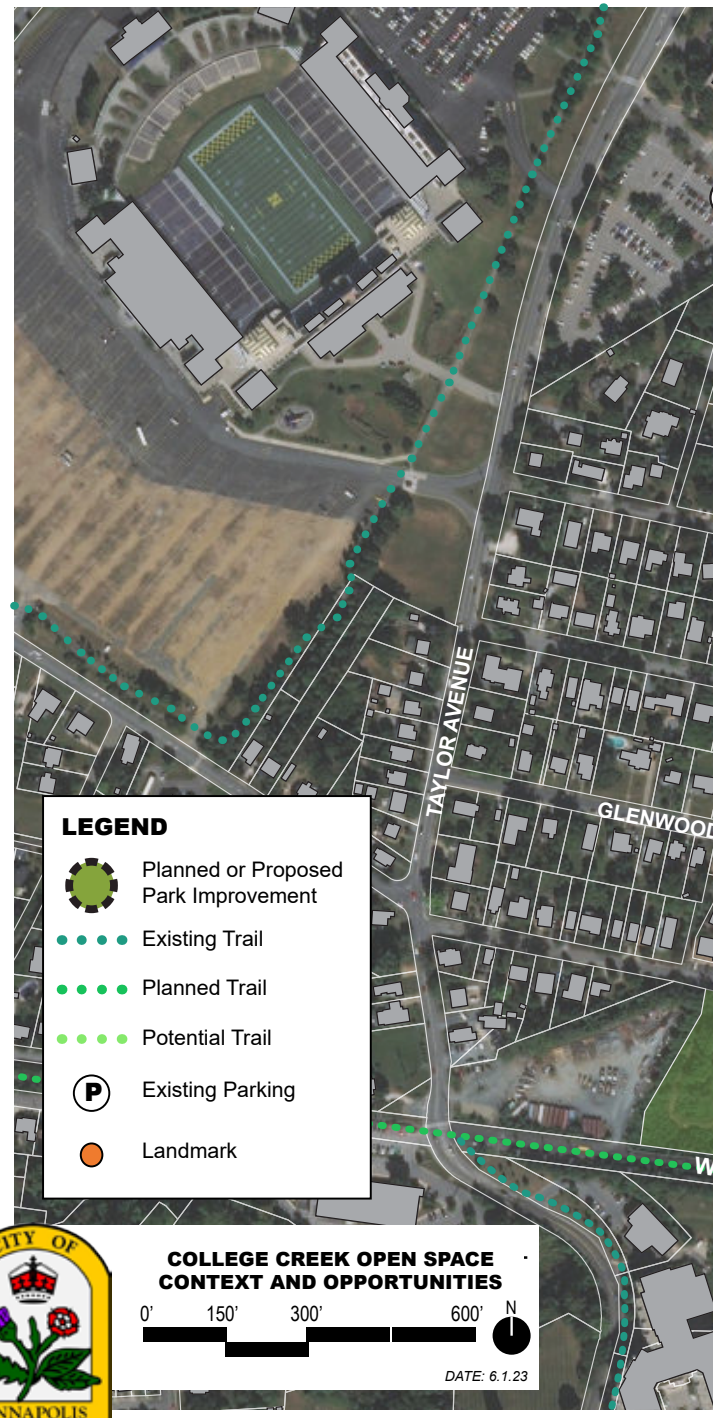 TAYLOR AVENUE
GLENWOOD
LEGEND
Planned or Proposed
Park Improvement
Existing Trail
Planned Trail
Potential Trail
P
Existing Parking
Landmark
W
CITY OF
NNAPOLIS
COLLEGE CREEK OPEN SPACE
CONTEXT AND OPPORTUNITIES
0' 150' 300' 600'
N
DATE: 6.1.23